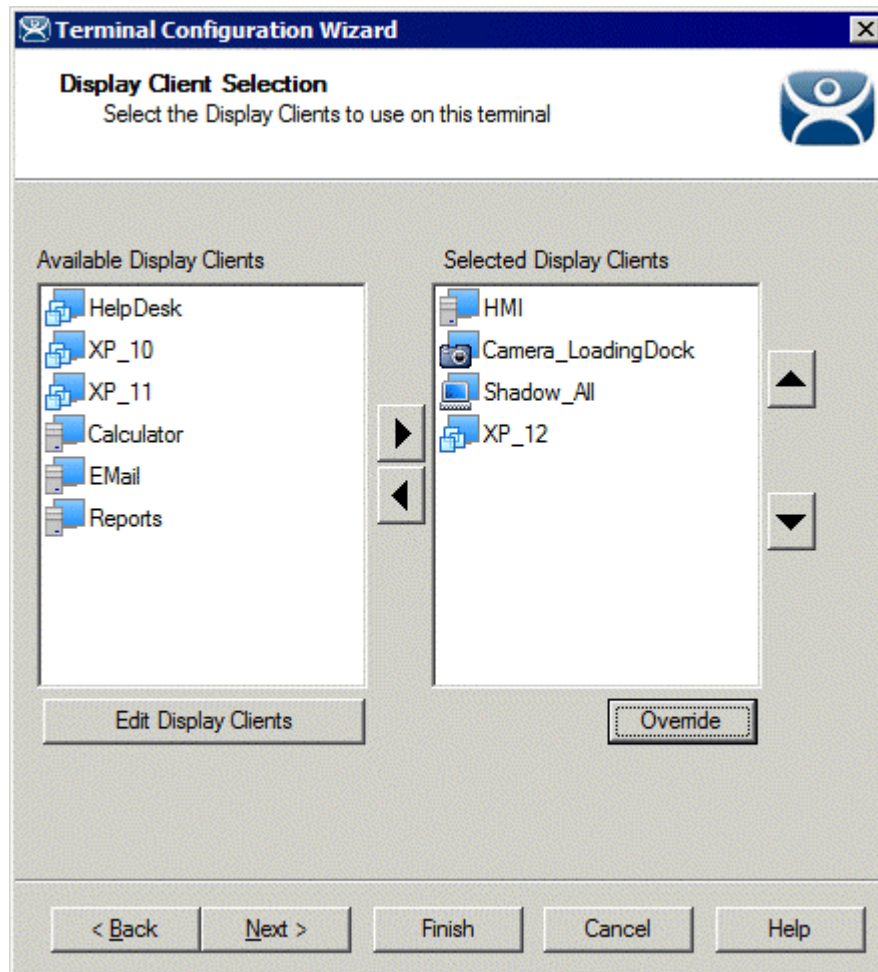 Terminal Configuration Wizard
Display Client Selection
Select the Display Clients to use on this terminal
Available Display Clients
HelpDesk
XP_10
XP_11
Calculator
EMail
Reports
Edit Display Clients
Selected Display Clients
HMI
Camera_LoadingDock
Shadow_All
XP_12
Override
< Back
Next >
Finish
Cancel
Help